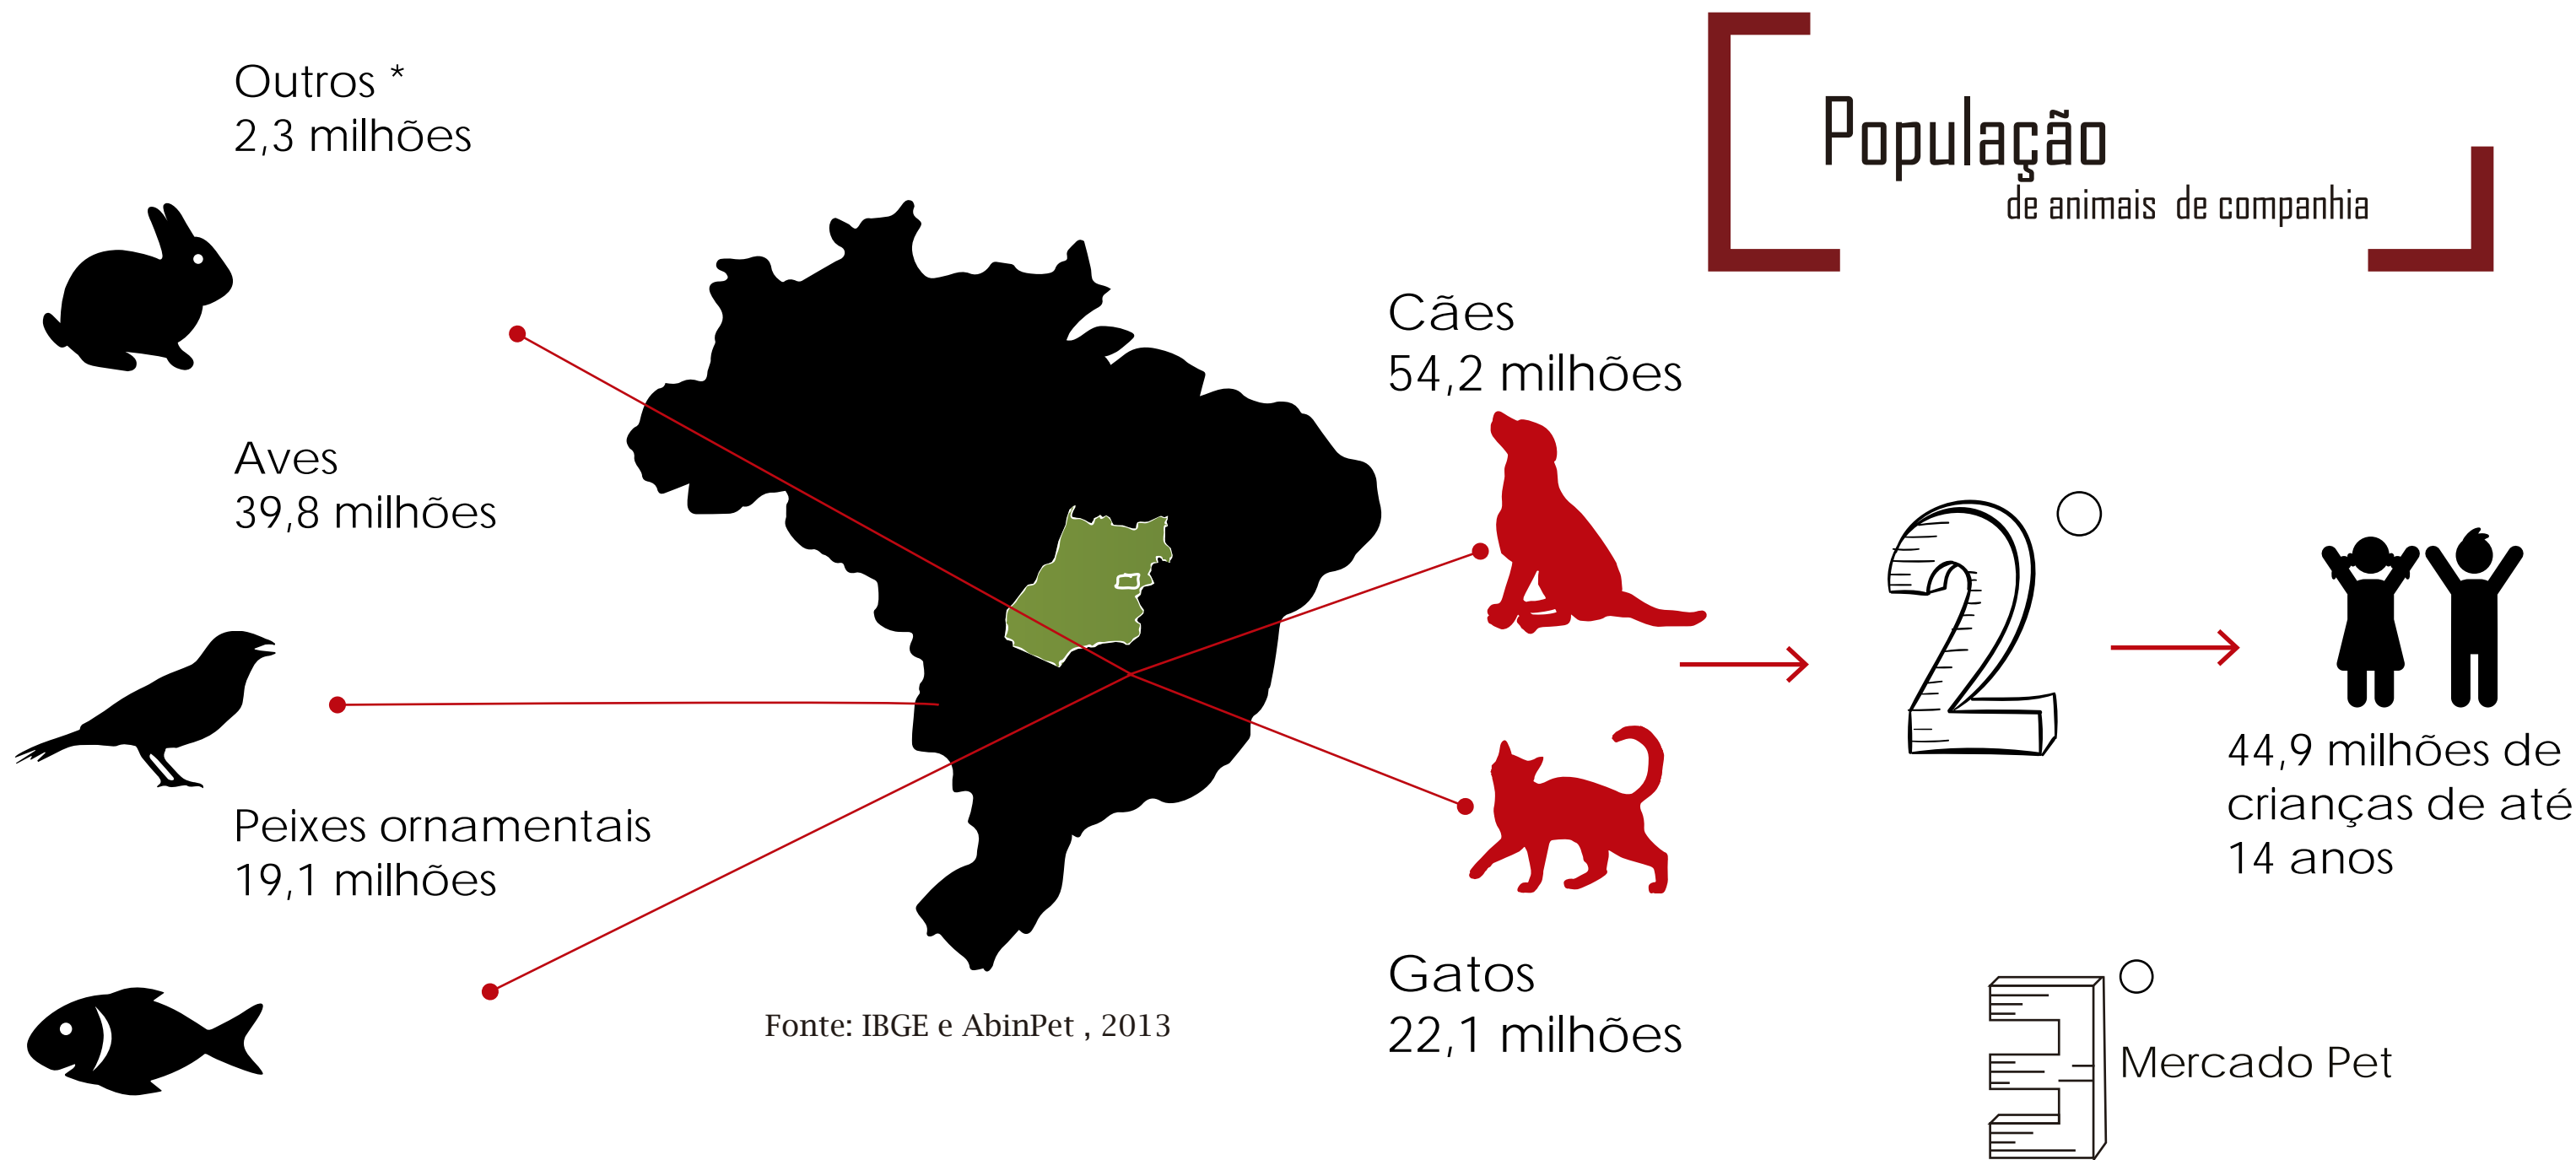 População
de animais de companhia
Outros *
2,3 milhões
Aves
39,8 milhões
Peixes ornamentais
19,1 milhões
Cães
54,2 milhões
Gatos
22,1 milhões
2°
44,9 milhões de
crianças de até
14 anos
3°
Mercado Pet
Fonte: IBGE e AbinPet , 2013